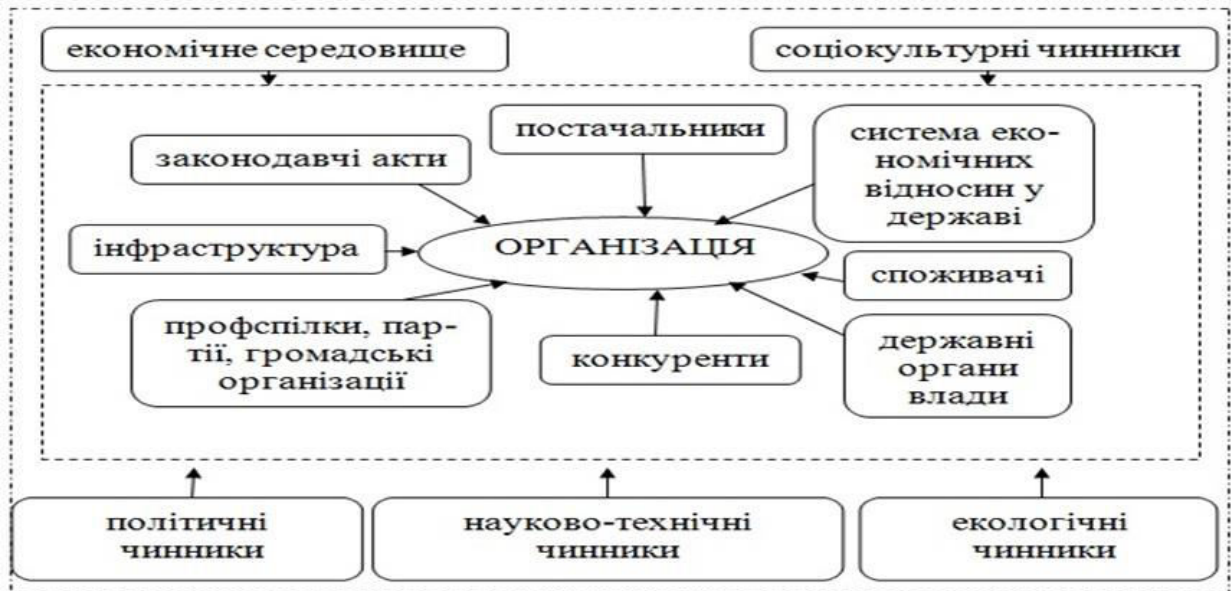 економічне середовище
соціокультурні чинники
постачальники
законодавчі акти
система еко-
номічних
відносин у
державі
ОРГАНІЗАЦІЯ
інфраструктура
споживачі
профспілки, пар-
тії, громадські
організації
конкуренти
державні
органи
влади
політичні
чинники
науково-технічні
чинники
екологічні
чинники